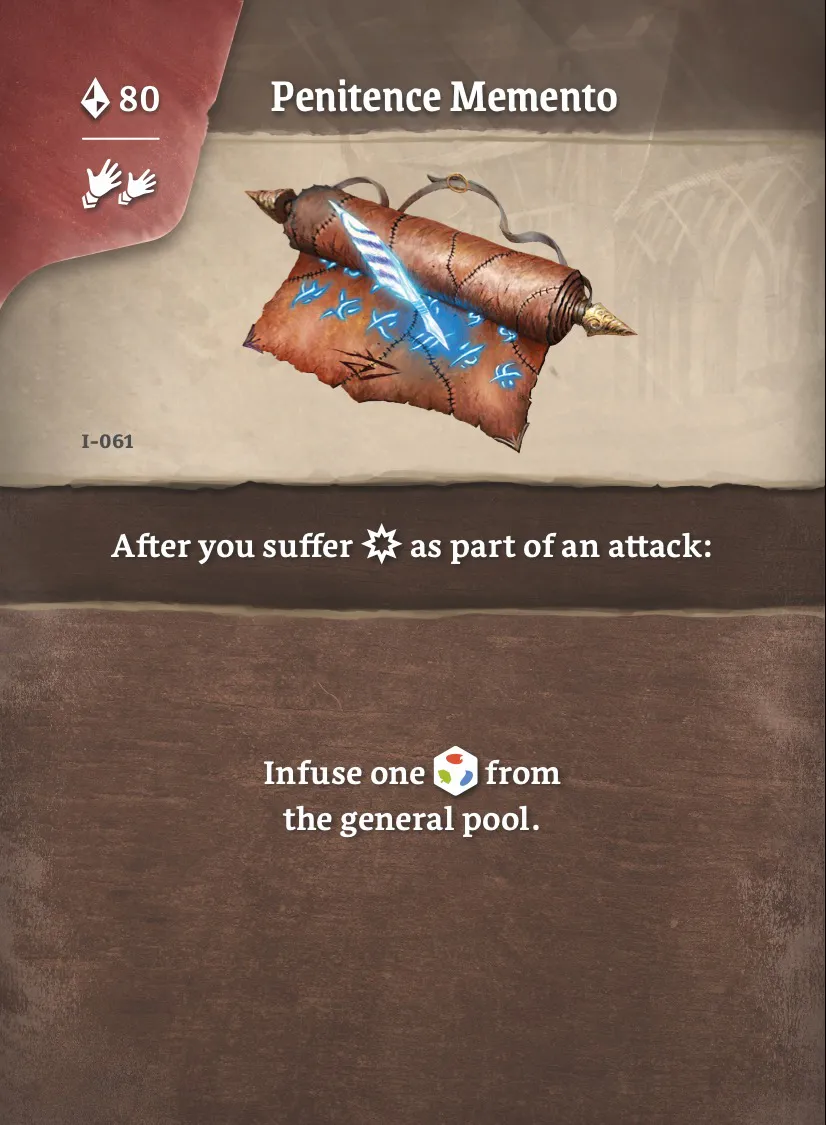 80
Penitence Memento
I-061
After you suffer as part of an attack:
Infuse one from
the general pool.